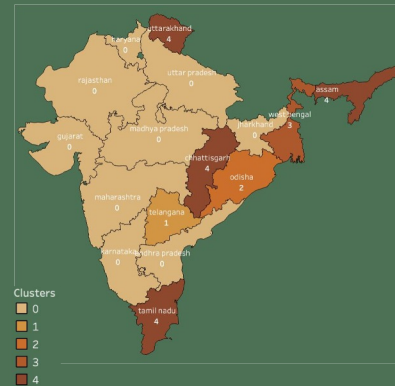 uttarakhand
4
haryana
0
rajasthan
0
uttar pradesh
0
assam
4
west bengal
3
jharkhand
0
gujarat
0
madhya pradesh
0
chhattisgarh
4
odisha
2
maharashtra
0
telangana
1
karnataka
0
andhra pradesh
0
tamil nadu
4
Clusters
0
1
2
3
4